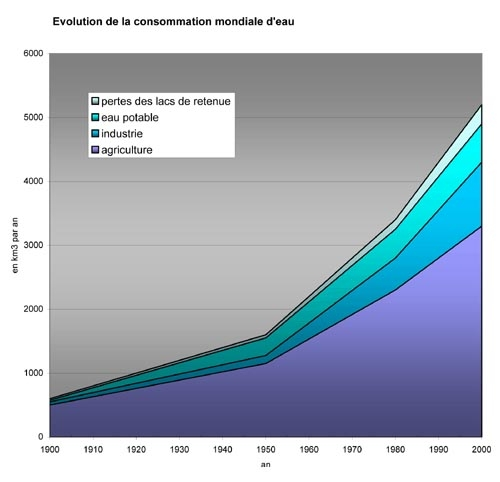 Evolution de la consommation mondiale d'eau
6000
5000
4000
3000
2000
1000
0
en km3 par an
pertes des lacs de retenue
eau potable
industrie
agriculture
1900 1910 1920 1930 1940 1950 1960 1970 1980 1990 2000
an